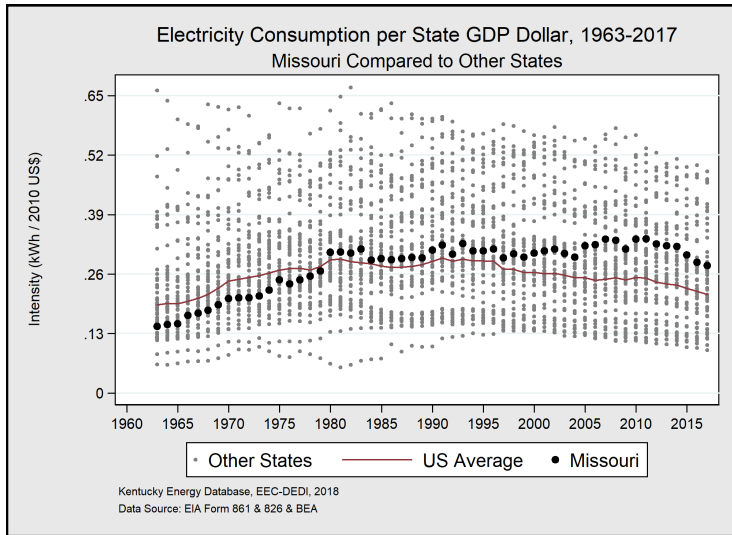 Electricity Consumption per State GDP Dollar, 1963-2017
Missouri Compared to Other States
Intensity (kWh / 2010 US$)
.65
.52
.39
.26
.13
0
1960 1965 1970 1975 1980 1985 1990 1995 2000 2005 2010 2015
Other States US Average Missouri
Kentucky Energy Database, EEC-DEDI, 2018
Data Source: EIA Form 861 & 826 & BEA